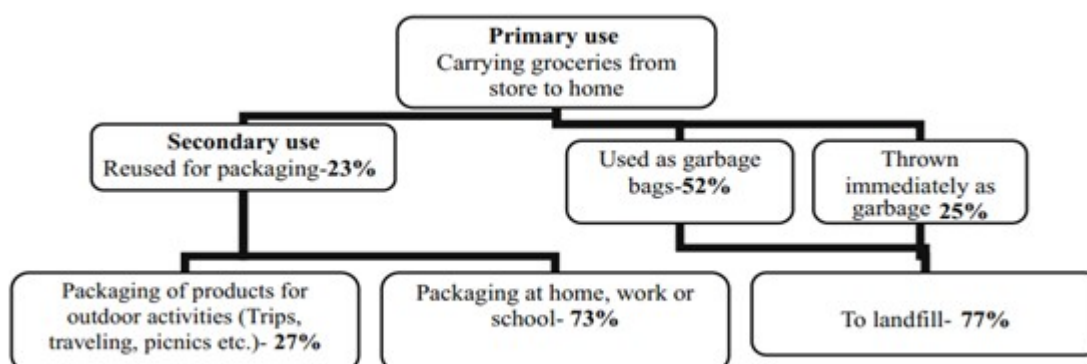 Primary use
Carrying groceries from
store to home
Secondary use
Reused for packaging-23%
Used as garbage
bags-52%
Thrown
immediately as
garbage 25%
Packaging of products for
outdoor activities (Trips,
traveling, picnics etc.)- 27%
Packaging at home, work or
school- 73%
To landfill- 77%